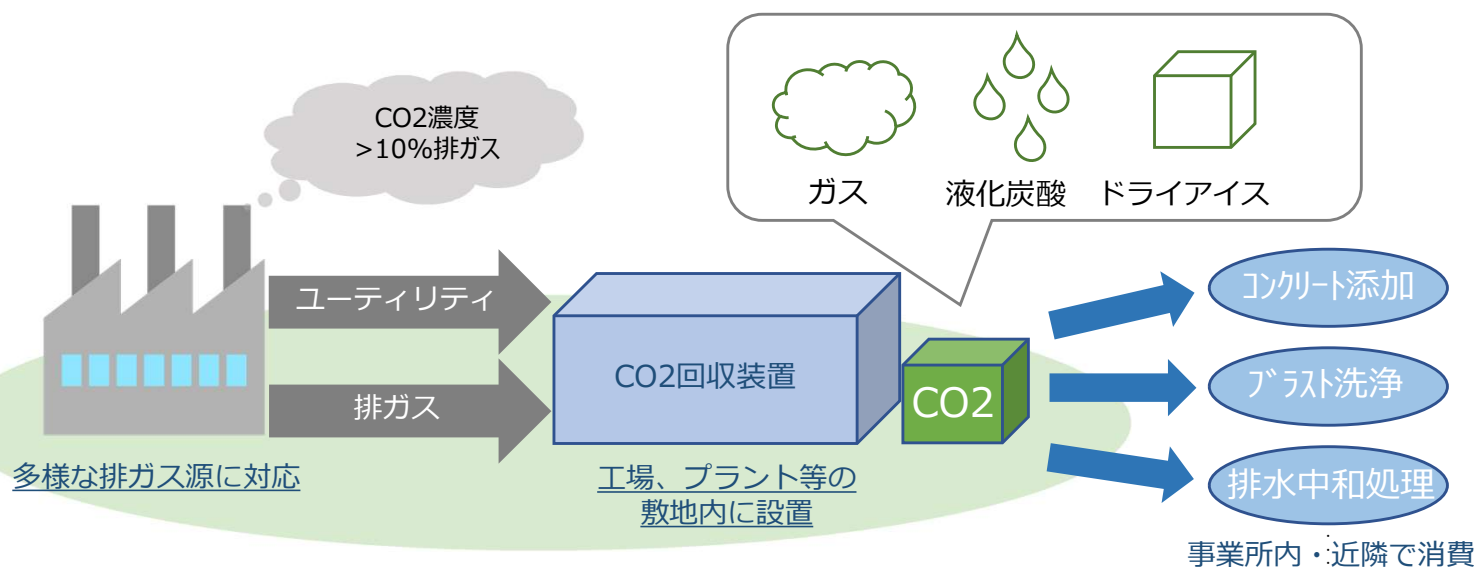 CO2濃度
>10%排ガス
ガス
液化炭酸
ドライアイス
ユーティリティ
排ガス
CO2回収装置
CO2
コンクリート添加
ブラスト洗浄
排水中和処理
多様な排ガス源に対応
工場、プラント等の
敷地内に設置
事業所内・近隣で消費